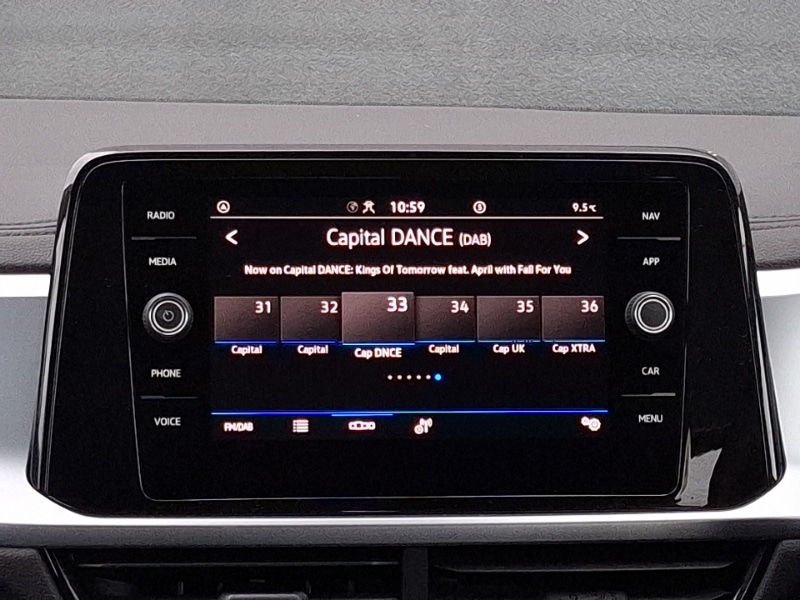 RADIO
MEDIA
PHONE
VOICE
10:59
9.5°C
Capital DANCE (DAB)
Now on Capital DANCE: Kings Of Tomorrow feat. April with Fall For You
31 32 33 34 35 36
Capital Capital Cap DNCE Capital Cap UK Cap XTRA
FM/DAB
NAV
APP
CAR
MENU